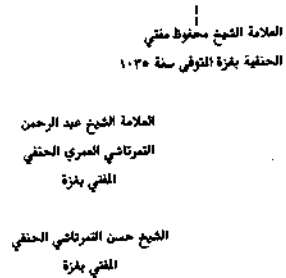 العلامة الشيخ محفوظ مفتي
الحنفية بغزة المتوفي سنة ١٠٣٥
العلامة الشيخ عبد الرحمن
التمرتاشي العمري الحنفي
المفتي بغزة
الشيخ حسن التمرتاشي الحنفي
المفتي بغزة